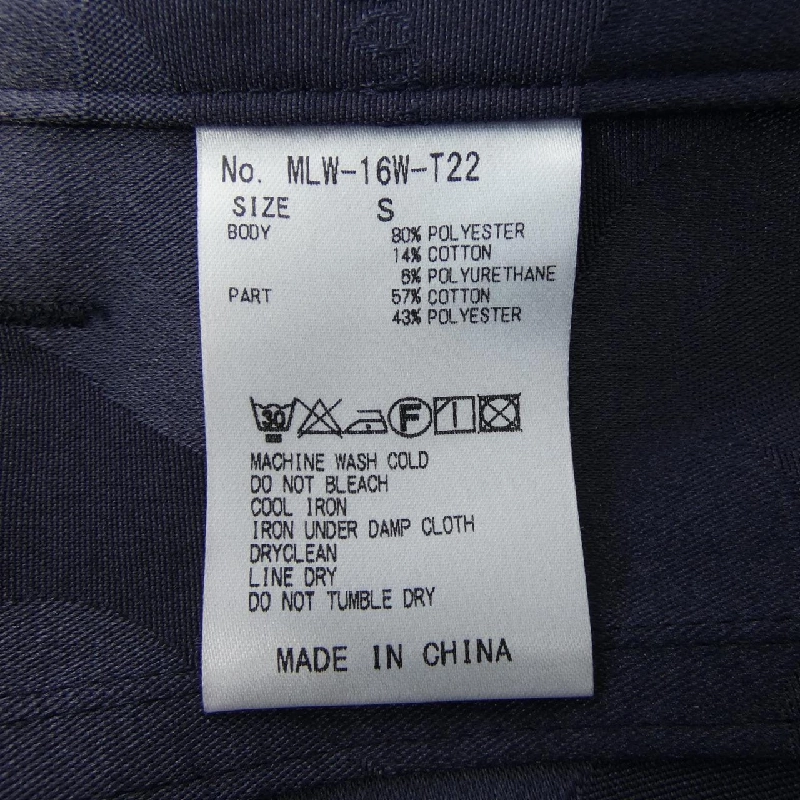 No. MLW-16W-T22
SIZE S
BODY 80% POLYESTER
14% COTTON
6% POLYURETHANE
PART 57% COTTON
43% POLYESTER
30 F
MACHINE WASH COLD
DO NOT BLEACH
COOL IRON
IRON UNDER DAMP CLOTH
DRYCLEAN
LINE DRY
DO NOT TUMBLE DRY
MADE IN CHINA